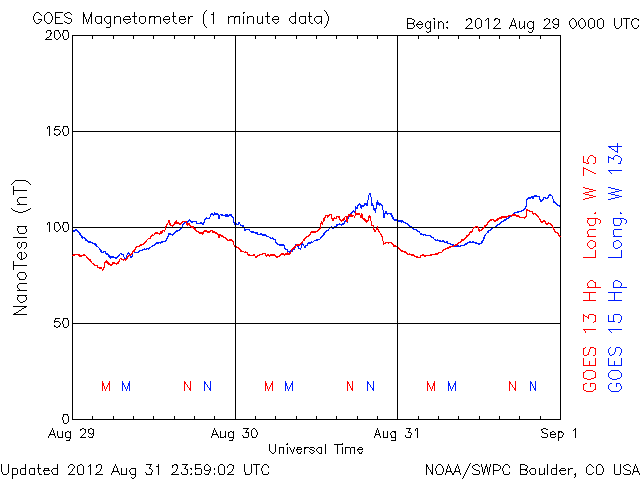 GOES Magnetometer (1 minute data)
Begin: 2012 Aug 29 0000 UTC
200
150
100
50
0
NanoTesla (nT)
M M N N M M N N M M N N
Aug 29 Aug 30 Aug 31 Sep 1
Universal Time
GOES 13 Hp Long. W 75
GOES 15 Hp Long. W 134
Updated 2012 Aug 31 23:59:02 UTC
NOAA/SWPC Boulder, CO USA